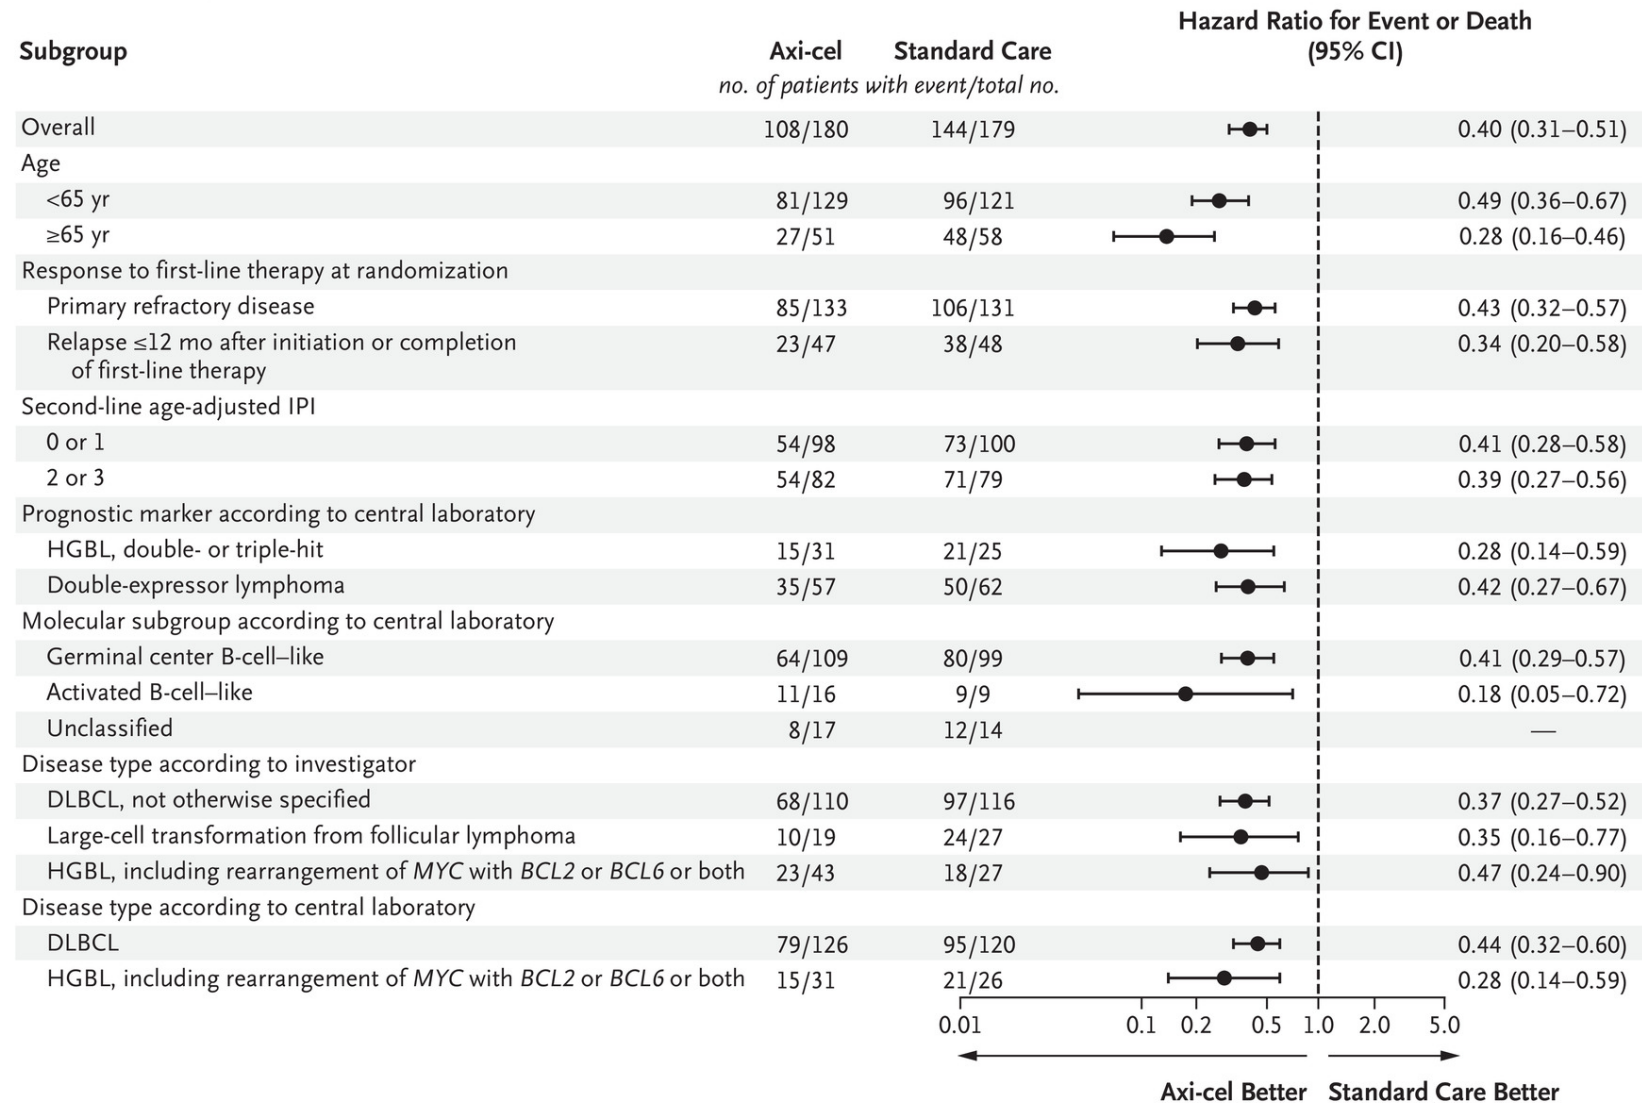 Hazard Ratio for Event or Death
Subgroup Axi-cel Standard Care (95% CI)
no. of patients with event/total no.
Overall 108/180 144/179 0.40 (0.31–0.51)
Age
<65 yr 81/129 96/121 0.49 (0.36–0.67)
≥65 yr 27/51 48/58 0.28 (0.16–0.46)
Response to first-line therapy at randomization
Primary refractory disease 85/133 106/131 0.43 (0.32–0.57)
Relapse ≤12 mo after initiation or completion 23/47 38/48 0.34 (0.20–0.58)
of first-line therapy
Second-line age-adjusted IPI
0 or 1 54/98 73/100 0.41 (0.28–0.58)
2 or 3 54/82 71/79 0.39 (0.27–0.56)
Prognostic marker according to central laboratory
HGBL, double- or triple-hit 15/31 21/25 0.28 (0.14–0.59)
Double-expressor lymphoma 35/57 50/62 0.42 (0.27–0.67)
Molecular subgroup according to central laboratory
Germinal center B-cell–like 64/109 80/99 0.41 (0.29–0.57)
Activated B-cell–like 11/16 9/9 0.18 (0.05–0.72)
Unclassified 8/17 12/14 —
Disease type according to investigator
DLBCL, not otherwise specified 68/110 97/116 0.37 (0.27–0.52)
Large-cell transformation from follicular lymphoma 10/19 24/27 0.35 (0.16–0.77)
HGBL, including rearrangement of MYC with BCL2 or BCL6 or both 23/43 18/27 0.47 (0.24–0.90)
Disease type according to central laboratory
DLBCL 79/126 95/120 0.44 (0.32–0.60)
HGBL, including rearrangement of MYC with BCL2 or BCL6 or both 15/31 21/26 0.28 (0.14–0.59)
0.01 0.1 0.2 0.5 1.0 2.0 5.0
Axi-cel Better Standard Care Better